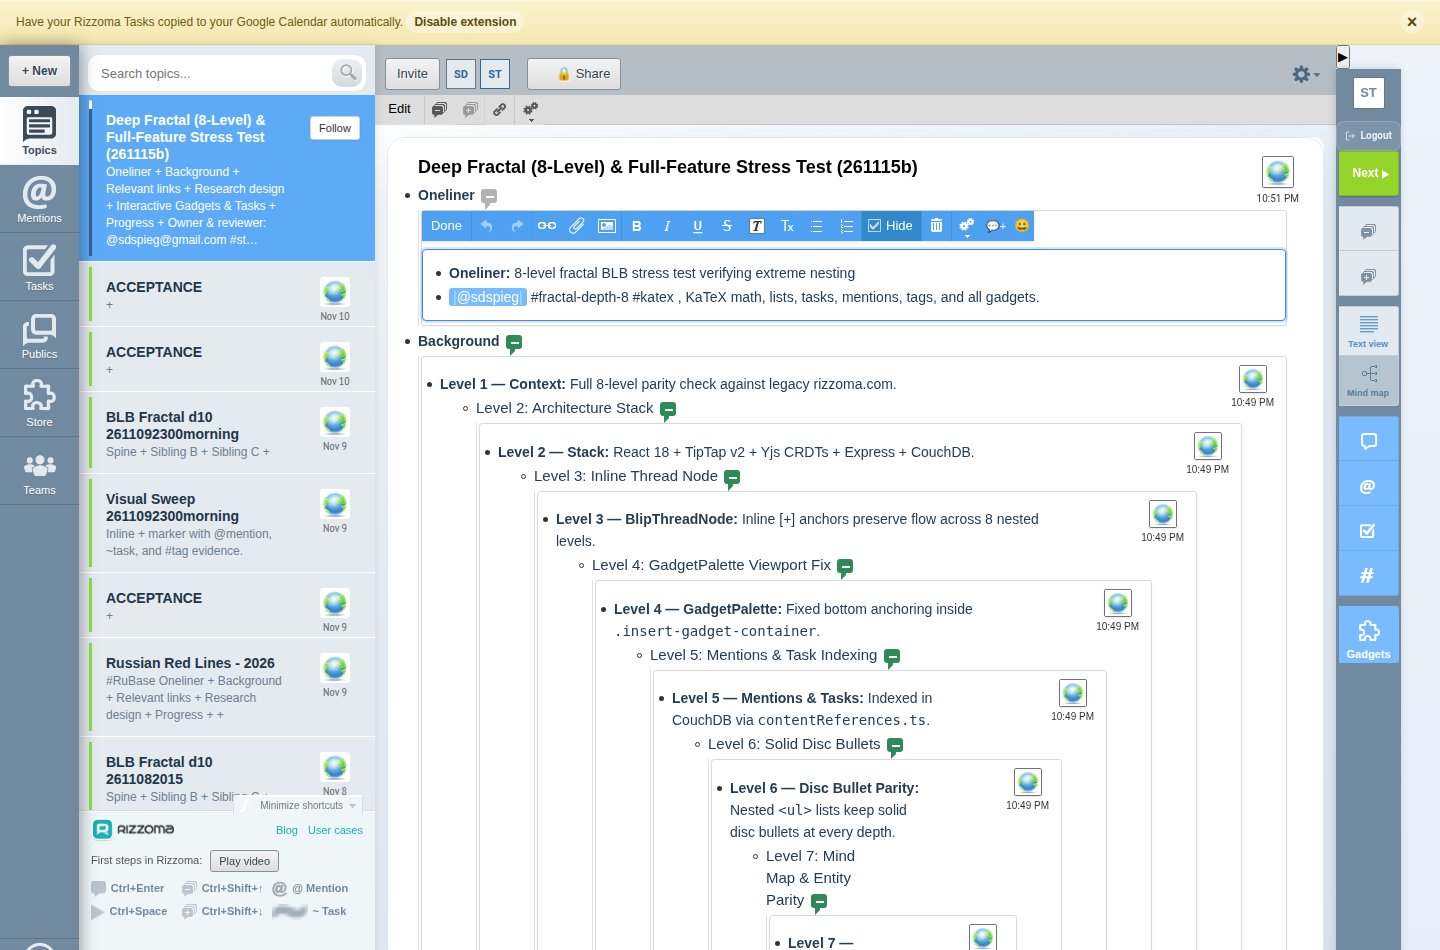 Have your Rizzoma Tasks copied to your Google Calendar automatically. Disable extension ✕
+ New
Topics
Mentions
Tasks
Publics
Store
Teams
Search topics...
Deep Fractal (8-Level) &
Full-Feature Stress Test
(261115b)
Follow
Oneliner + Background +
Relevant links + Research design
+ Interactive Gadgets & Tasks +
Progress + Owner & reviewer:
@sdspieg@gmail.com #st…
ACCEPTANCE
+
Nov 10
ACCEPTANCE
+
Nov 10
BLB Fractal d10
2611092300morning
Spine + Sibling B + Sibling C +
Nov 9
Visual Sweep
2611092300morning
Inline + marker with @mention,
~task, and #tag evidence.
Nov 9
ACCEPTANCE
+
Nov 9
Russian Red Lines - 2026
#RuBase Oneliner + Background
+ Relevant links + Research
design + Progress + +
Nov 9
BLB Fractal d10
2611082015
Spine + Sibling B + Sibling C +
Nov 8
Minimize shortcuts
RIZZOMA
Blog User cases
First steps in Rizzoma: Play video
Ctrl+Enter Ctrl+Shift+↑ @ Mention
Ctrl+Space Ctrl+Shift+↓ ~ Task
Invite SD ST Share
Edit
Deep Fractal (8-Level) & Full-Feature Stress Test (261115b)
10:51 PM
• Oneliner
Done B I U S T Tx Hide
• Oneliner: 8-level fractal BLB stress test verifying extreme nesting
• |@sdspieg| #fractal-depth-8 #katex , KaTeX math, lists, tasks, mentions, tags, and all gadgets.
• Background
• Level 1 — Context: Full 8-level parity check against legacy rizzoma.com.
10:49 PM
Level 2: Architecture Stack
• Level 2 — Stack: React 18 + TipTap v2 + Yjs CRDTs + Express + CouchDB.
10:49 PM
Level 3: Inline Thread Node
• Level 3 — BlipThreadNode: Inline [+] anchors preserve flow across 8 nested
levels.
10:49 PM
Level 4: GadgetPalette Viewport Fix
• Level 4 — GadgetPalette: Fixed bottom anchoring inside
.insert-gadget-container.
10:49 PM
Level 5: Mentions & Task Indexing
• Level 5 — Mentions & Tasks: Indexed in
CouchDB via contentReferences.ts.
10:49 PM
Level 6: Solid Disc Bullets
• Level 6 — Disc Bullet Parity:
Nested <ul> lists keep solid
disc bullets at every depth.
10:49 PM
Level 7: Mind
Map & Entity
Parity
• Level 7 —
ST
Logout
Next ▶
Text view
Mind map
@
#
Gadgets